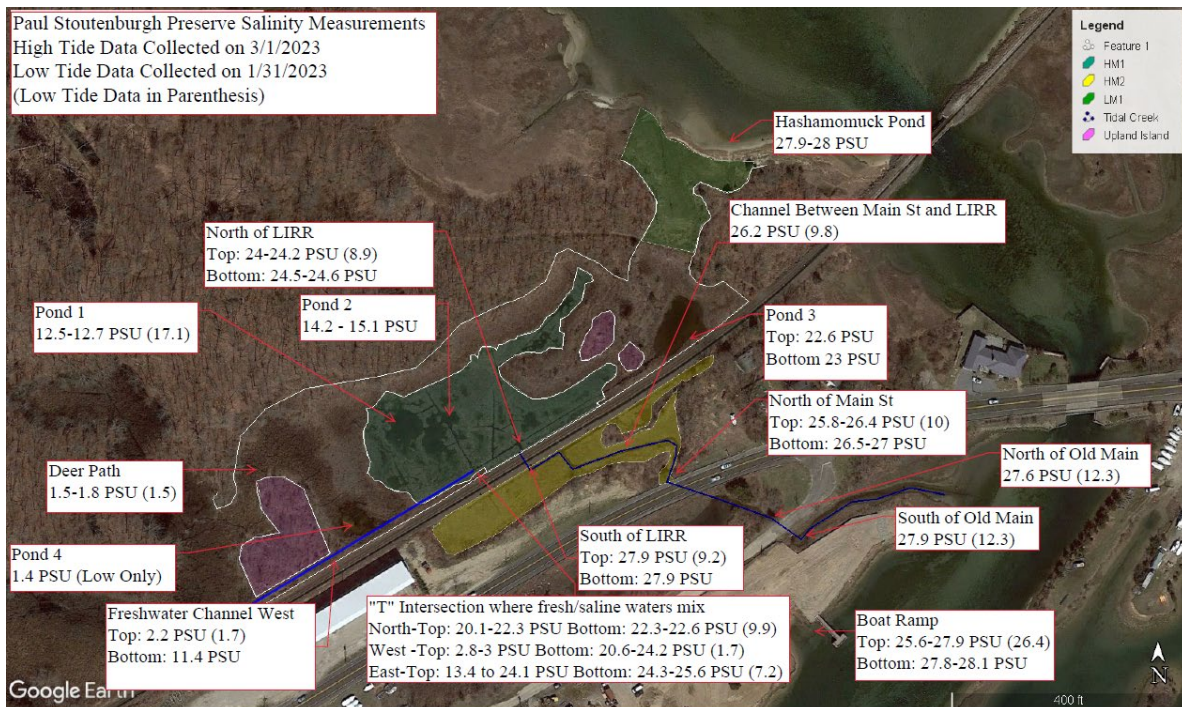 Paul Stoutenburgh Preserve Salinity Measurements
High Tide Data Collected on 3/1/2023
Low Tide Data Collected on 1/31/2023
(Low Tide Data in Parenthesis)
Legend
Feature 1
HM1
HM2
LM1
Tidal Creek
Upland Island
Hashamomuck Pond
27.9-28 PSU
Channel Between Main St and LIRR
26.2 PSU (9.8)
North of LIRR
Top: 24-24.2 PSU (8.9)
Bottom: 24.5-24.6 PSU
Pond 1
12.5-12.7 PSU (17.1)
Pond 2
14.2 - 15.1 PSU
Pond 3
Top: 22.6 PSU
Bottom 23 PSU
North of Main St
Top: 25.8-26.4 PSU (10)
Bottom: 26.5-27 PSU
Deer Path
1.5-1.8 PSU (1.5)
North of Old Main
27.6 PSU (12.3)
South of Old Main
27.9 PSU (12.3)
South of LIRR
Top: 27.9 PSU (9.2)
Bottom: 27.9 PSU
Pond 4
1.4 PSU (Low Only)
Freshwater Channel West
Top: 2.2 PSU (1.7)
Bottom: 11.4 PSU
"T" Intersection where fresh/saline waters mix
North-Top: 20.1-22.3 PSU Bottom: 22.3-22.6 PSU (9.9)
West -Top: 2.8-3 PSU Bottom: 20.6-24.2 PSU (1.7)
East-Top: 13.4 to 24.1 PSU Bottom: 24.3-25.6 PSU (7.2)
Boat Ramp
Top: 25.6-27.9 PSU (26.4)
Bottom: 27.8-28.1 PSU
Google Earth
N
400 ft